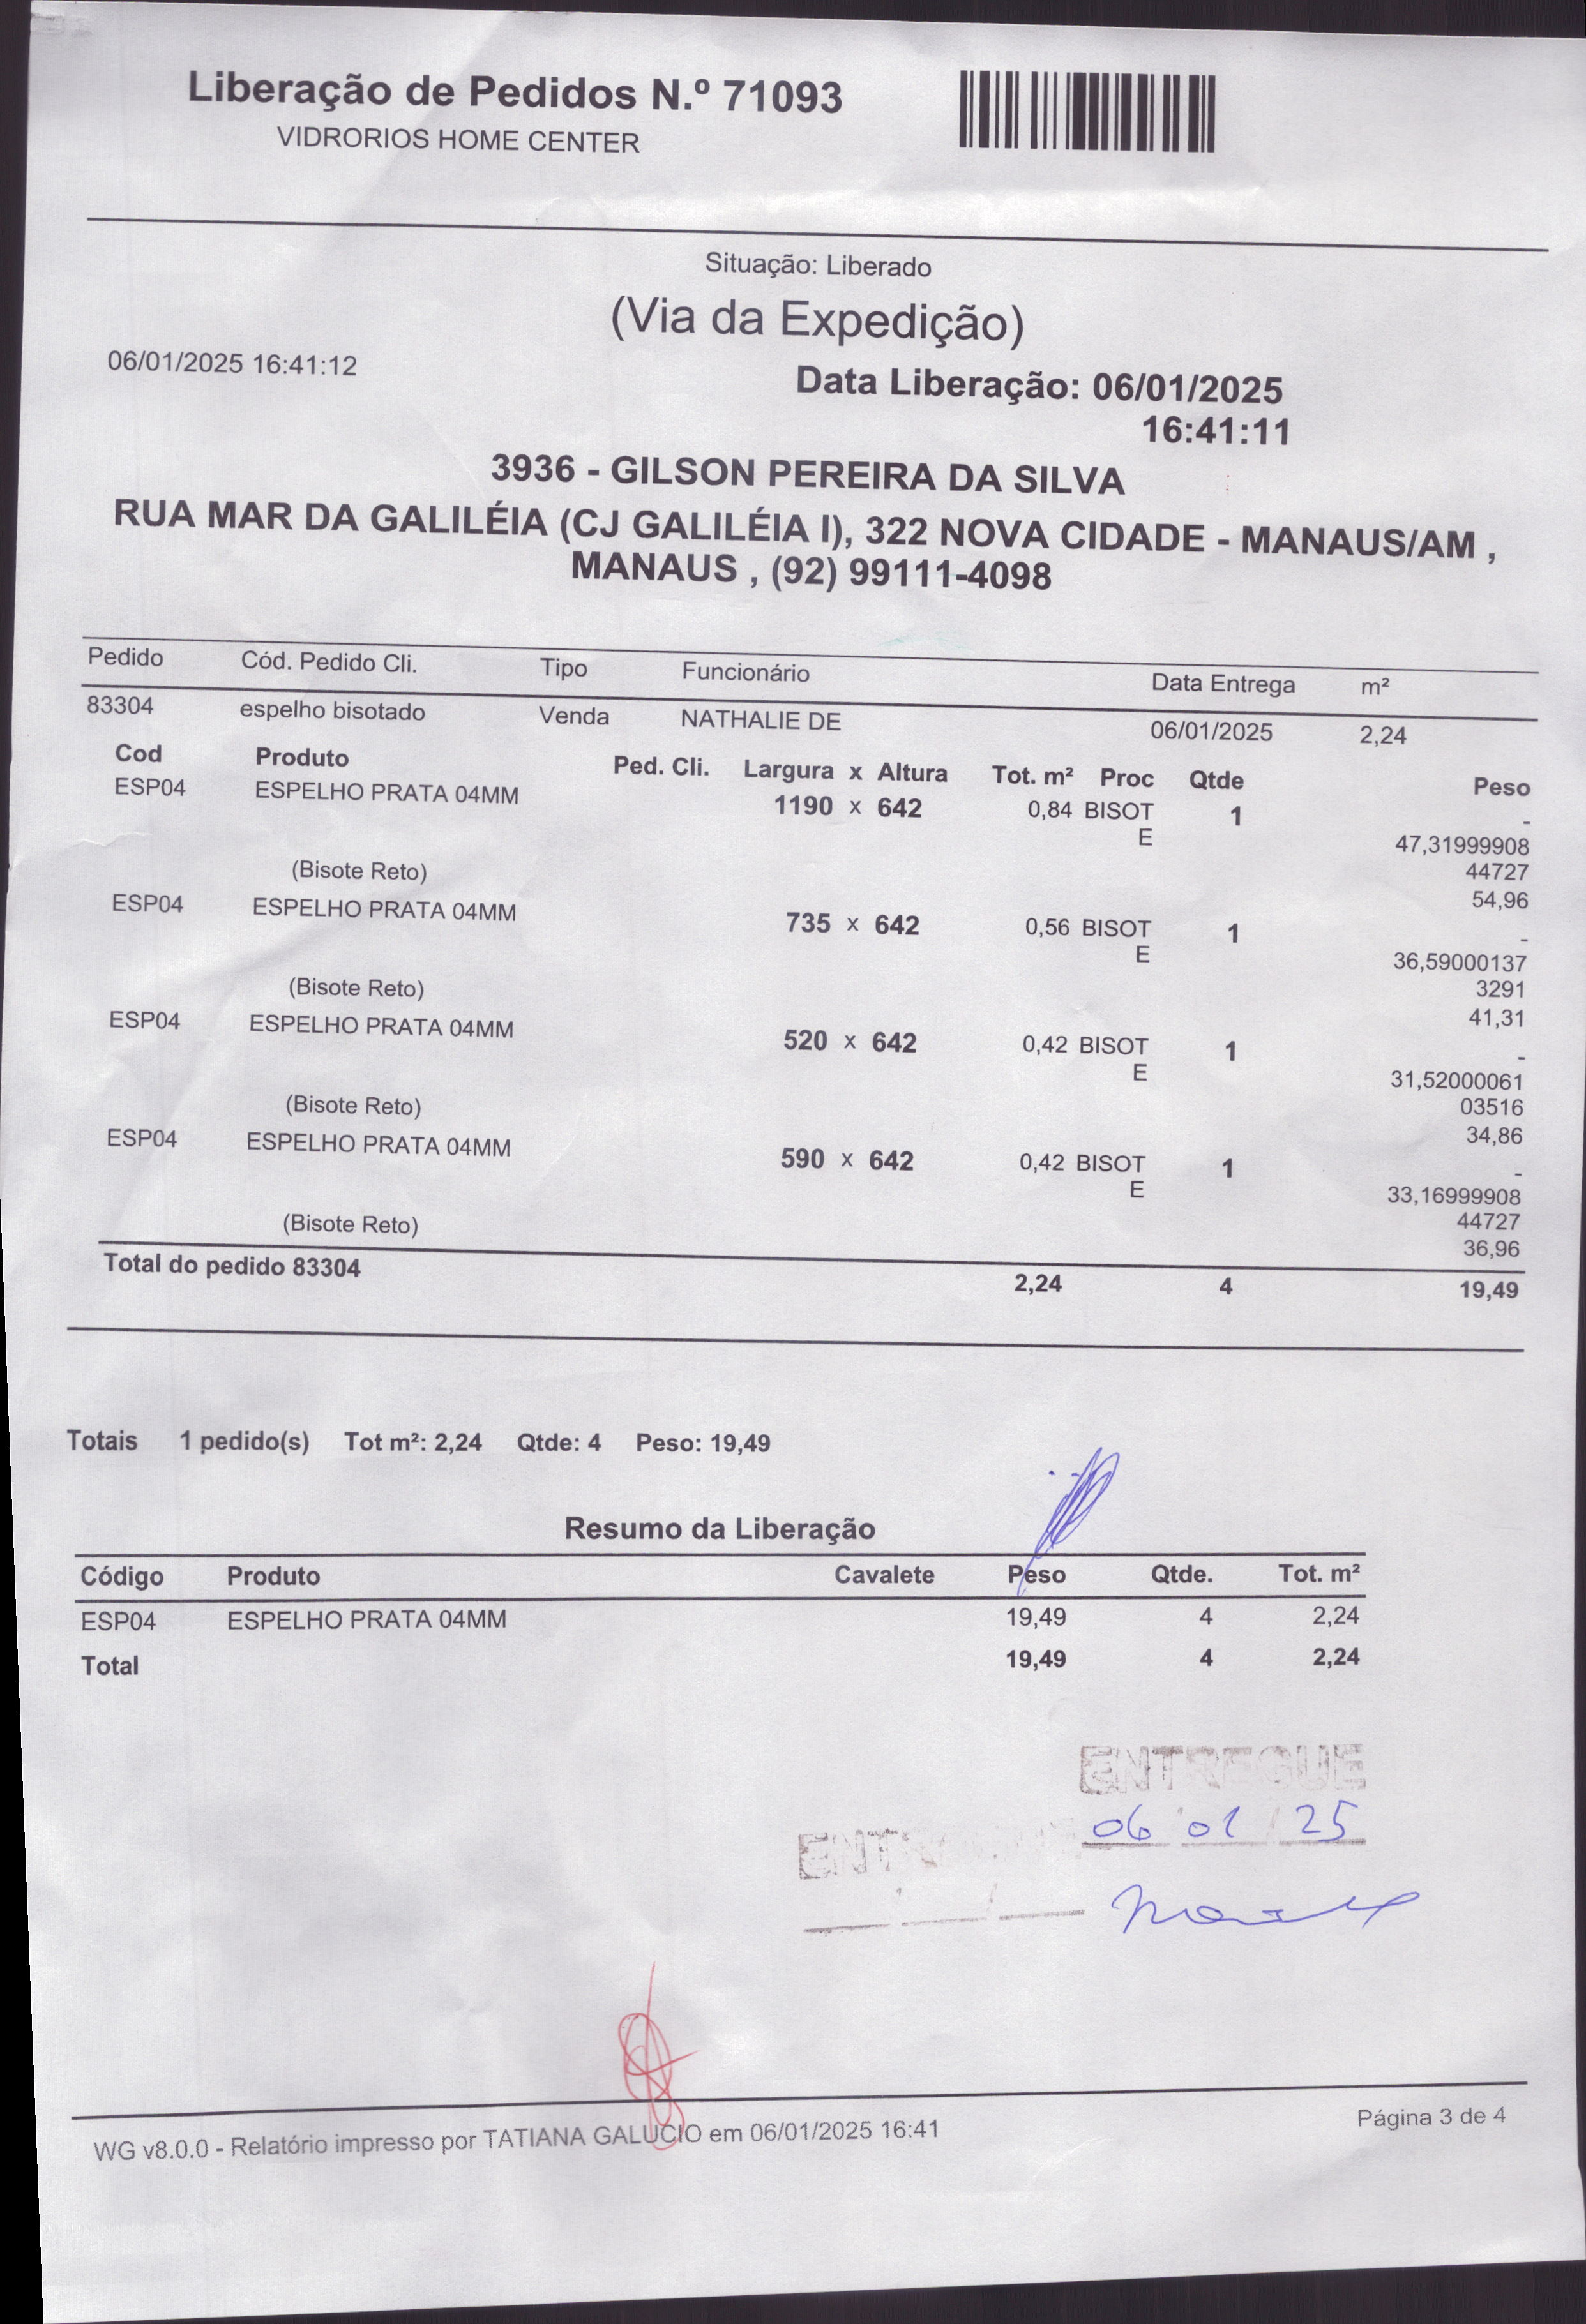 Liberação de Pedidos N.º 71093
VIDRORIOS HOME CENTER
Situação: Liberado
(Via da Expedição)
06/01/2025 16:41:12
Data Liberação: 06/01/2025
16:41:11
3936 - GILSON PEREIRA DA SILVA
RUA MAR DA GALILÉIA (CJ GALILÉIA I), 322 NOVA CIDADE - MANAUS/AM ,
MANAUS , (92) 99111-4098
Pedido Cód. Pedido Cli. Tipo Funcionário Data Entrega m²
83304 espelho bisotado Venda NATHALIE DE 06/01/2025 2,24
Cod Produto Ped. Cli. Largura x Altura Tot. m² Proc Qtde Peso
ESP04 ESPELHO PRATA 04MM 1190 x 642 0,84 BISOT 1 -
E 47,31999908
(Bisote Reto) 44727
54,96
ESP04 ESPELHO PRATA 04MM 735 x 642 0,56 BISOT 1 -
E 36,59000137
(Bisote Reto) 3291
41,31
ESP04 ESPELHO PRATA 04MM 520 x 642 0,42 BISOT 1 -
E 31,52000061
(Bisote Reto) 03516
34,86
ESP04 ESPELHO PRATA 04MM 590 x 642 0,42 BISOT 1 -
E 33,16999908
(Bisote Reto) 44727
36,96
Total do pedido 83304 2,24 4 19,49
Totais 1 pedido(s) Tot m²: 2,24 Qtde: 4 Peso: 19,49
Resumo da Liberação
Código Produto Cavalete Peso Qtde. Tot. m²
ESP04 ESPELHO PRATA 04MM 19,49 4 2,24
Total 19,49 4 2,24
ENTREGUE
06 / 01 / 25
WG v8.0.0 - Relatório impresso por TATIANA GALUCIO em 06/01/2025 16:41
Página 3 de 4